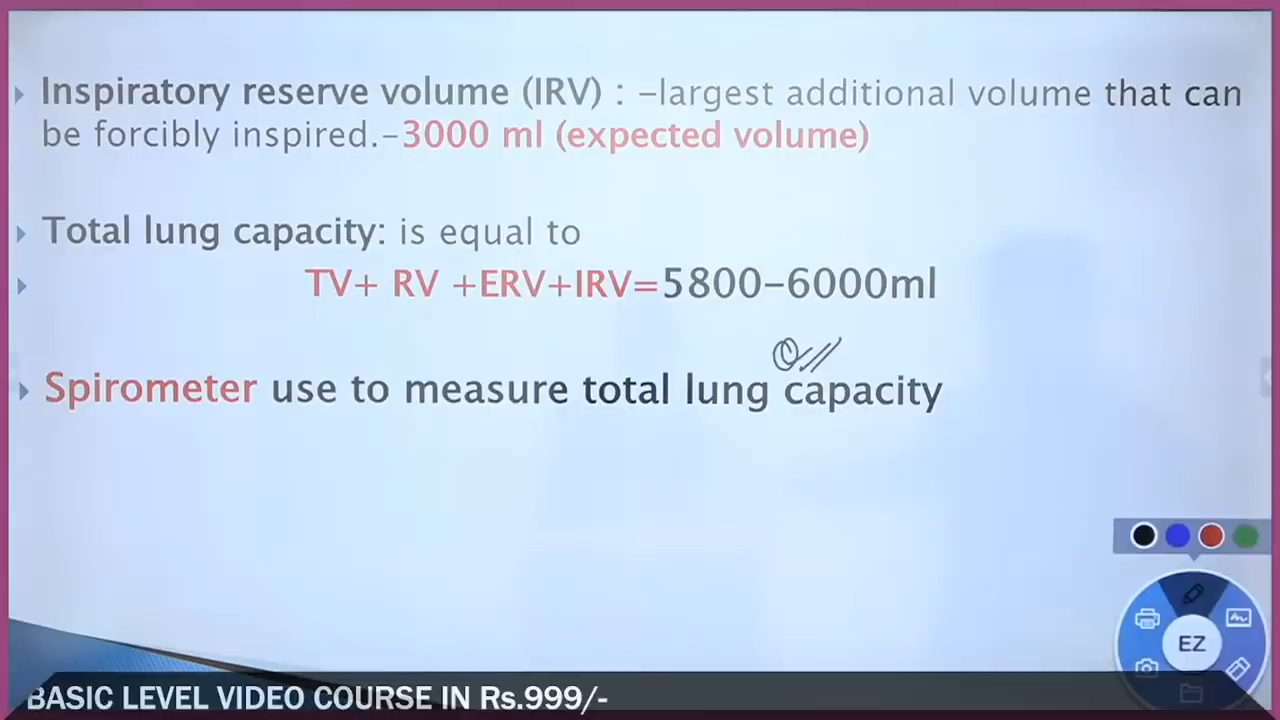 Inspiratory reserve volume (IRV) : -largest additional volume that can
be forcibly inspired.-3000 ml (expected volume)
Total lung capacity: is equal to
TV+ RV +ERV+IRV=5800-6000ml
Spirometer use to measure total lung capacity
EZ
BASIC LEVEL VIDEO COURSE IN Rs.999/-